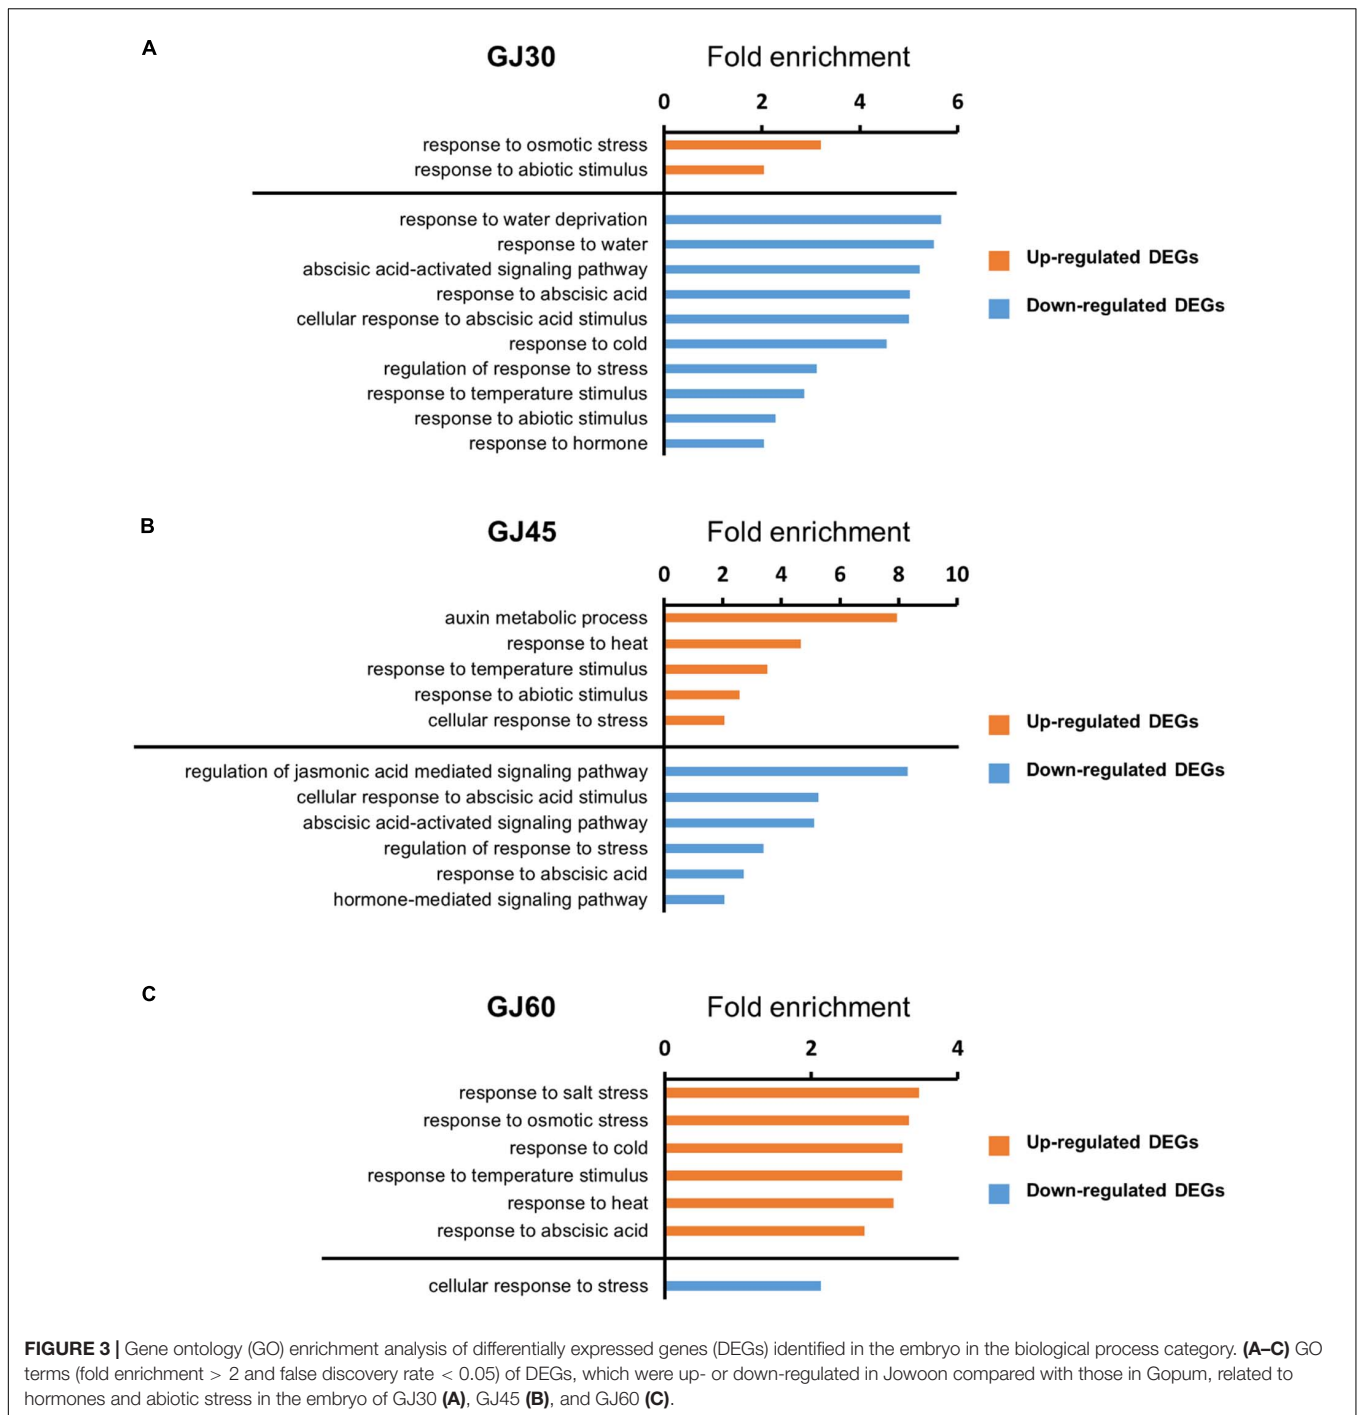 A
GJ30
Fold enrichment
0 2 4 6
response to osmotic stress
response to abiotic stimulus
response to water deprivation
response to water
abscisic acid-activated signaling pathway
response to abscisic acid
cellular response to abscisic acid stimulus
response to cold
regulation of response to stress
response to temperature stimulus
response to abiotic stimulus
response to hormone
Up-regulated DEGs
Down-regulated DEGs
B
GJ45
Fold enrichment
0 2 4 6 8 10
auxin metabolic process
response to heat
response to temperature stimulus
response to abiotic stimulus
cellular response to stress
regulation of jasmonic acid mediated signaling pathway
cellular response to abscisic acid stimulus
abscisic acid-activated signaling pathway
regulation of response to stress
response to abscisic acid
hormone-mediated signaling pathway
Up-regulated DEGs
Down-regulated DEGs
C
GJ60
Fold enrichment
0 2 4
response to salt stress
response to osmotic stress
response to cold
response to temperature stimulus
response to heat
response to abscisic acid
cellular response to stress
Up-regulated DEGs
Down-regulated DEGs
FIGURE 3 | Gene ontology (GO) enrichment analysis of differentially expressed genes (DEGs) identified in the embryo in the biological process category. (A–C) GO
terms (fold enrichment > 2 and false discovery rate < 0.05) of DEGs, which were up- or down-regulated in Jowoon compared with those in Gopum, related to
hormones and abiotic stress in the embryo of GJ30 (A), GJ45 (B), and GJ60 (C).